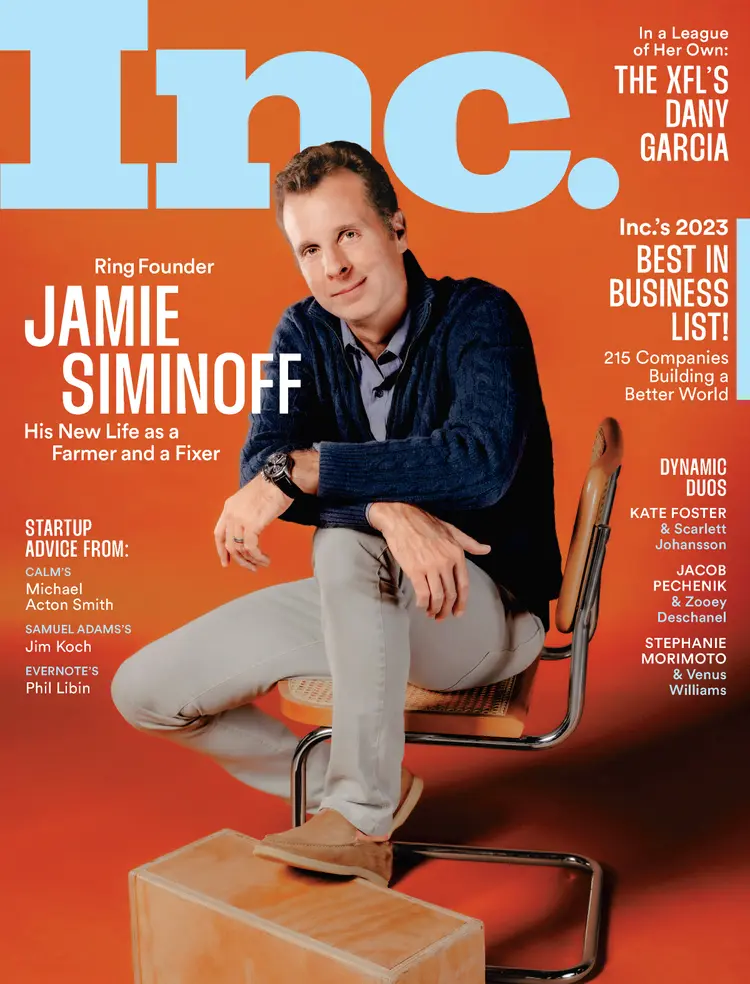 Inc.
In a League
of Her Own:
THE XFL'S
DANY
GARCIA
Inc.'s 2023
BEST IN
BUSINESS
LIST!
215 Companies
Building a
Better World
Ring Founder
JAMIE
SIMINOFF
His New Life as a
Farmer and a Fixer
STARTUP
ADVICE FROM:
CALM'S
Michael
Acton Smith
SAMUEL ADAMS'S
Jim Koch
EVERNOTE'S
Phil Libin
DYNAMIC
DUOS
KATE FOSTER
& Scarlett
Johansson
JACOB
PECHENIK
& Zooey
Deschanel
STEPHANIE
MORIMOTO
& Venus
Williams